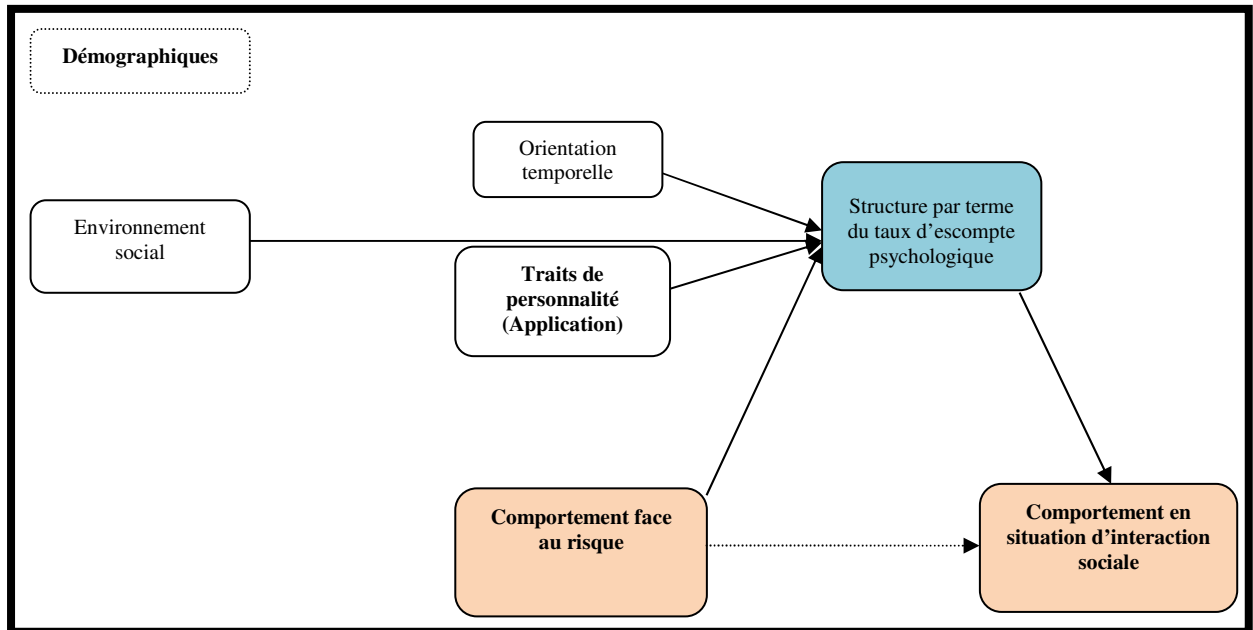 Démographiques
Orientation
temporelle
Environnement
social
Structure par terme
du taux d’escompte
psychologique
Traits de
personnalité
(Application)
Comportement face
au risque
Comportement en
situation d’interaction
sociale